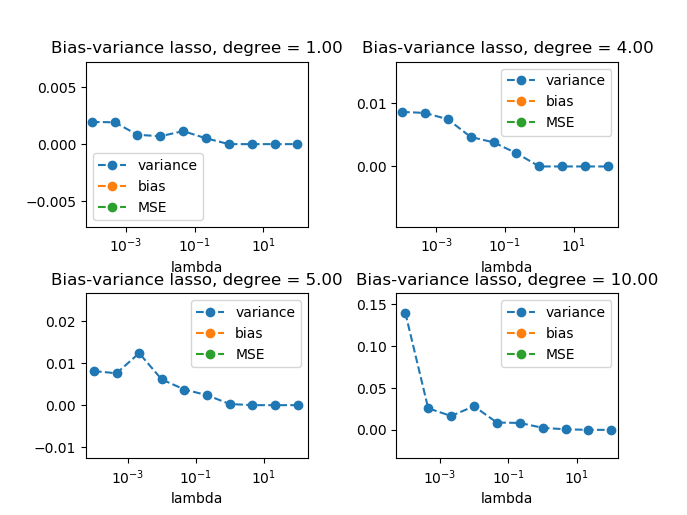 Bias-variance lasso, degree = 1.00
0.005
0.000
−0.005
variance
bias
MSE
10⁻³
10⁻¹
10¹
lambda
Bias-variance lasso, degree = 4.00
0.01
0.00
variance
bias
MSE
10⁻³
10⁻¹
10¹
lambda
Bias-variance lasso, degree = 5.00
0.02
0.01
0.00
−0.01
variance
bias
MSE
10⁻³
10⁻¹
10¹
lambda
Bias-variance lasso, degree = 10.00
0.15
0.10
0.05
0.00
variance
bias
MSE
10⁻³
10⁻¹
10¹
lambda